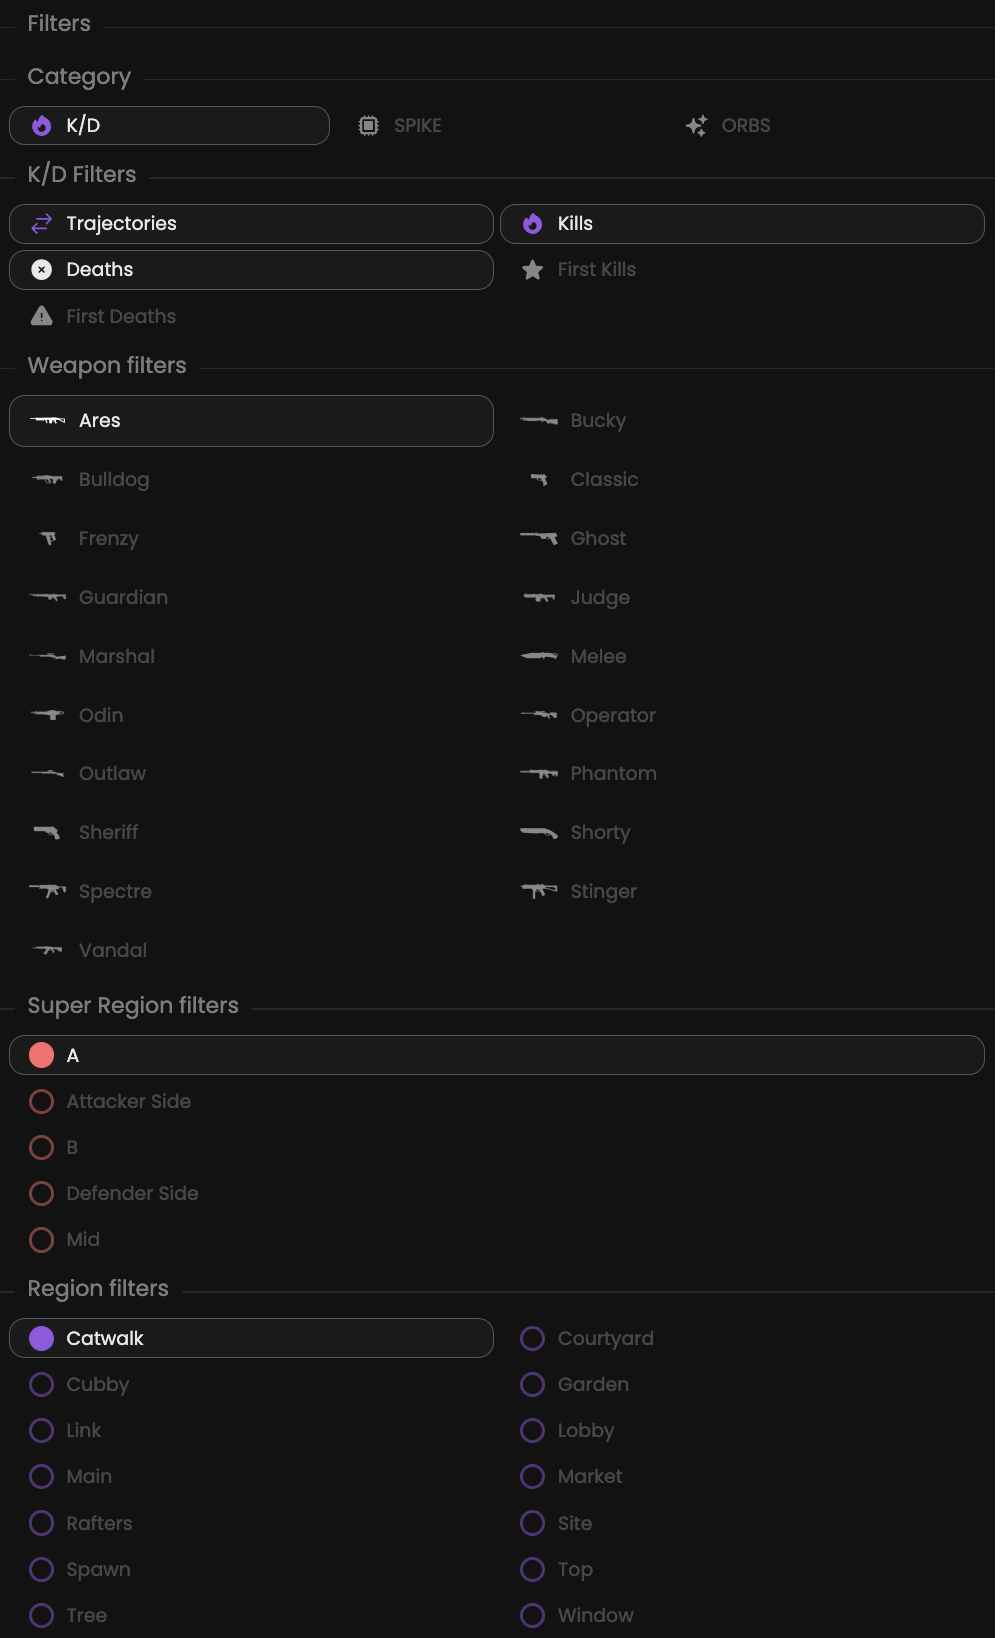 Filters
Category
K/D SPIKE ORBS
K/D Filters
Trajectories Kills
Deaths First Kills
First Deaths
Weapon filters
Ares Bucky
Bulldog Classic
Frenzy Ghost
Guardian Judge
Marshal Melee
Odin Operator
Outlaw Phantom
Sheriff Shorty
Spectre Stinger
Vandal
Super Region filters
A
Attacker Side
B
Defender Side
Mid
Region filters
Catwalk Courtyard
Cubby Garden
Link Lobby
Main Market
Rafters Site
Spawn Top
Tree Window